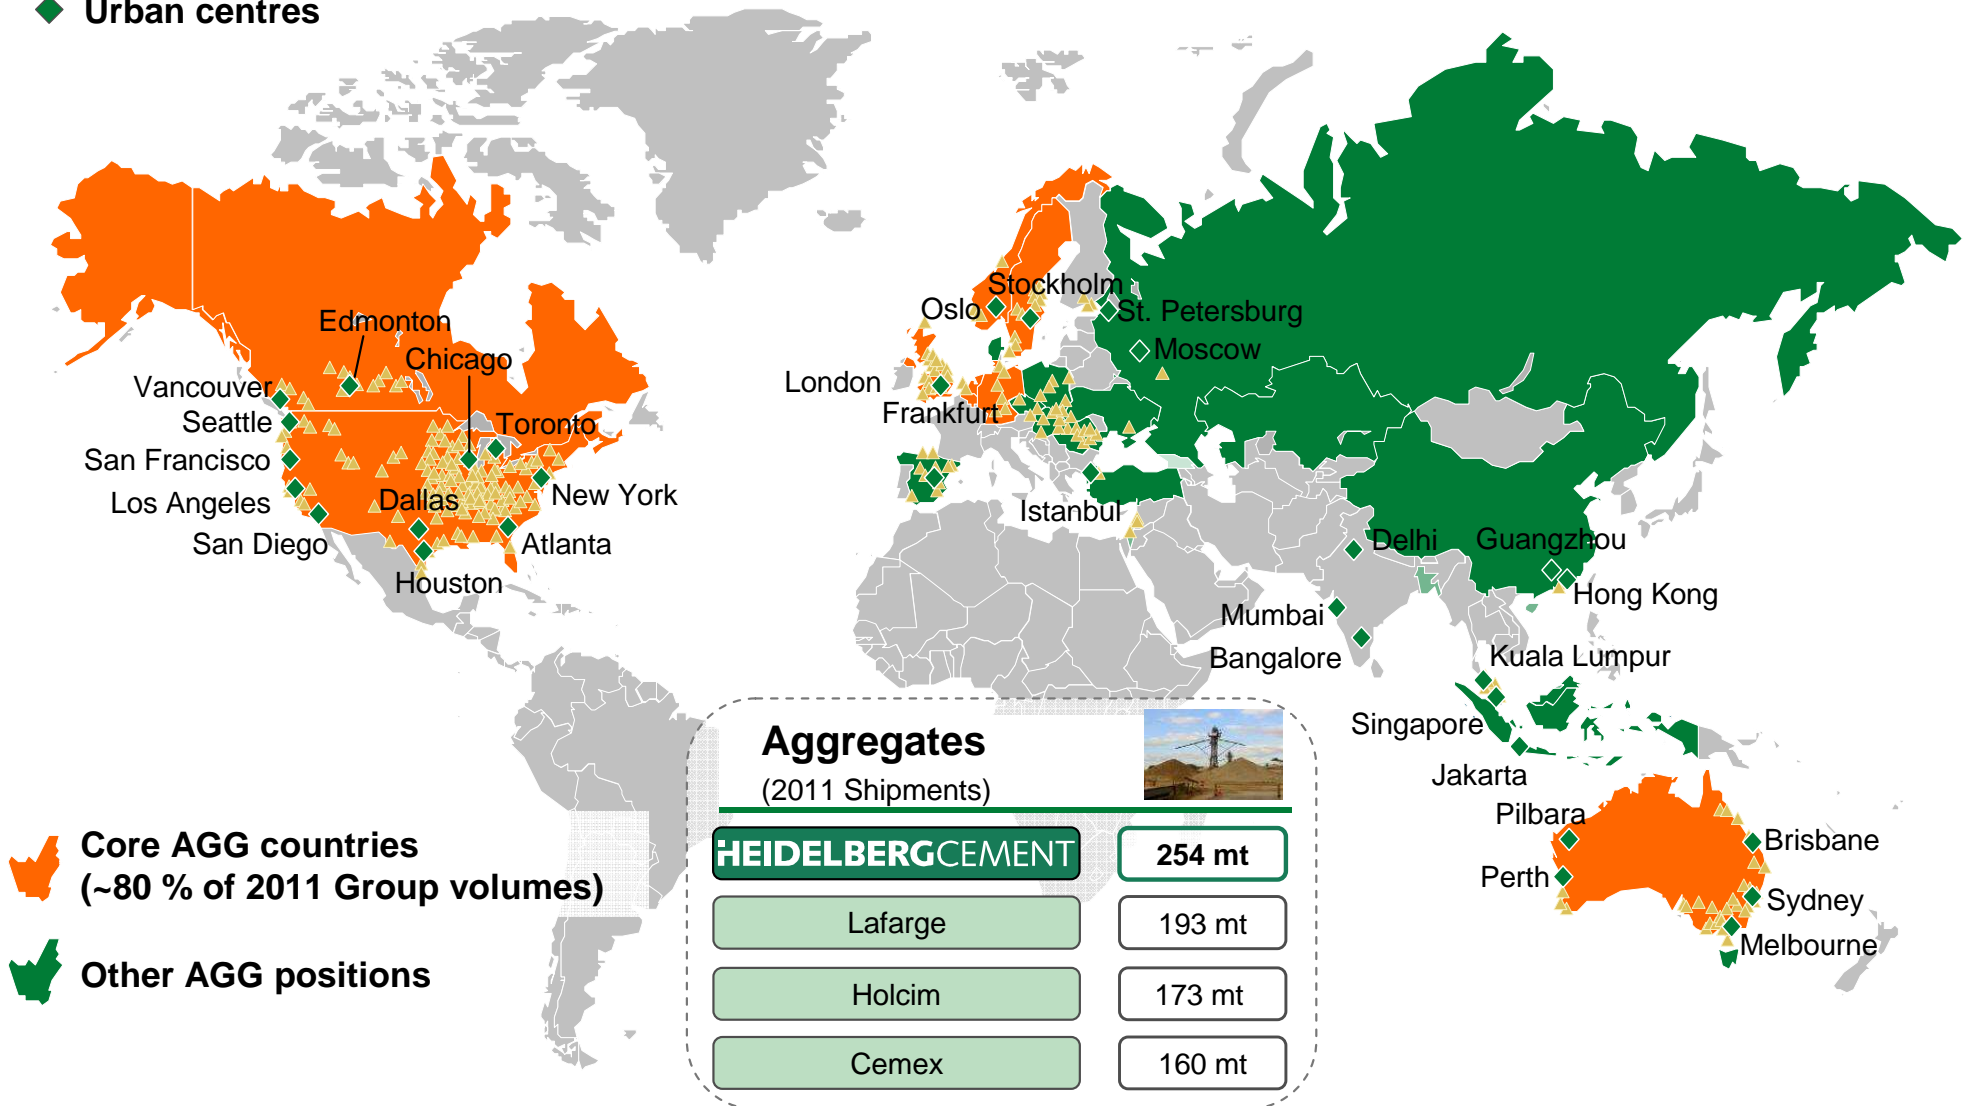 Urban centres
Stockholm
Oslo
St. Petersburg
Edmonton
Moscow
Chicago
Vancouver
London
Seattle
Toronto
Frankfurt
San Francisco
Los Angeles
Dallas
New York
Istanbul
San Diego
Atlanta
Delhi
Guangzhou
Houston
Hong Kong
Mumbai
Bangalore
Kuala Lumpur
Singapore
Jakarta
Pilbara
Brisbane
Perth
Sydney
Melbourne
Aggregates
(2011 Shipments)
HEIDELBERGCEMENT 254 mt
Lafarge 193 mt
Holcim 173 mt
Cemex 160 mt
Core AGG countries
(~80 % of 2011 Group volumes)
Other AGG positions